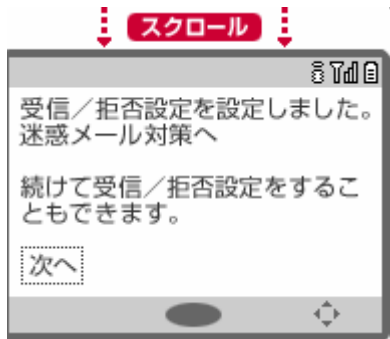 スクロール
受信／拒否設定を設定しました。
迷惑メール対策へ
続けて受信／拒否設定をするこ
ともできます。
次へ